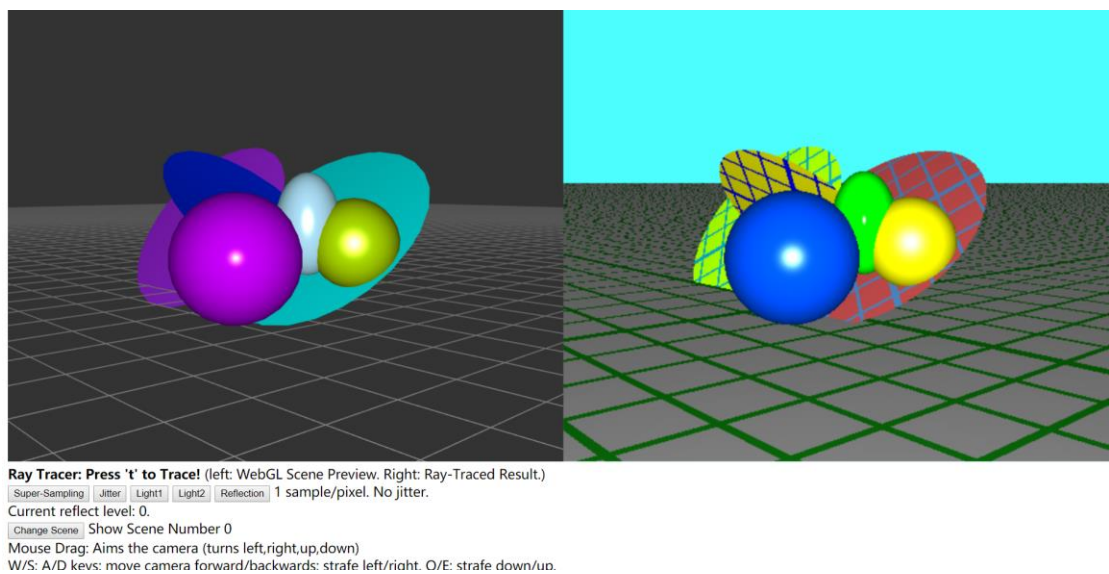 Ray Tracer: Press 't' to Trace! (left: WebGL Scene Preview. Right: Ray-Traced Result.)
Super-Sampling Jitter Light1 Light2 Reflection 1 sample/pixel. No jitter.
Current reflect level: 0.
Change Scene Show Scene Number 0
Mouse Drag: Aims the camera (turns left,right,up,down)
W/S; A/D keys: move camera forward/backwards; strafe left/right, Q/E: strafe down/up.